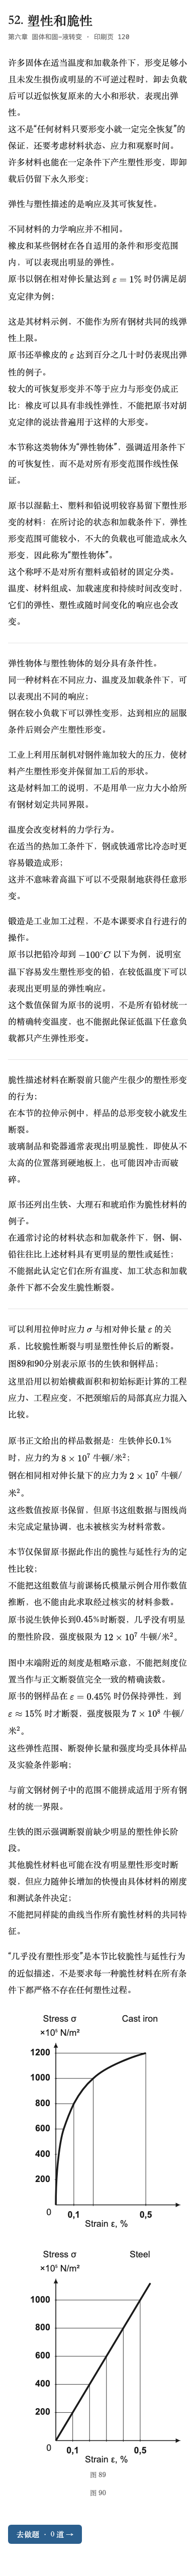 52. 塑性和脆性
第六章 固体和固—液转变 · 印刷页 120
许多固体在适当温度和加载条件下，形变足够小
且未发生损伤或明显的不可逆过程时，卸去负载
后可以近似恢复原来的大小和形状，表现出弹
性。
这不是“任何材料只要形变小就一定完全恢复”的
保证，还要考虑材料状态、应力和观察时间。
许多材料也能在一定条件下产生塑性形变，即卸
载后仍留下永久形变；
弹性与塑性描述的是响应及其可恢复性。
不同材料的力学响应并不相同。
橡皮和某些钢材在各自适用的条件和形变范围
内，可以表现出明显的弹性。
原书以钢在相对伸长量达到 ε = 1% 时仍满足胡
克定律为例；
这是其材料示例，不能作为所有钢材共同的线弹
性上限。
原书还举橡皮的 ε 达到百分之几十时仍表现出弹
性的例子。
较大的可恢复形变并不等于应力与形变仍成正
比：橡皮可以具有非线性弹性，不能把原书对胡
克定律的说法普遍用于这样的大形变。
本节称这类物体为“弹性物体”，强调适用条件下
的可恢复性，而不是对所有形变范围作线性保
证。
原书以湿黏土、塑料和铅说明较容易留下塑性形
变的材料：在所讨论的状态和加载条件下，弹性
形变范围可能较小，不大的负载也可能造成永久
形变，因此称为“塑性物体”。
这个称呼不是对所有塑料或铅材的固定分类。
温度、材料组成、加载速度和持续时间改变时，
它们的弹性、塑性或随时间变化的响应也会改
变。
弹性物体与塑性物体的划分具有条件性。
同一种材料在不同应力、温度及加载条件下，可
以表现出不同的响应；
钢在较小负载下可以弹性形变，达到相应的屈服
条件后则会产生塑性形变。
工业上利用压制机对钢件施加较大的压力，使材
料产生塑性形变并保留加工后的形状。
这是材料加工的说明，不是用单一应力大小给所
有钢材划定共同界限。
温度会改变材料的力学行为。
在适当的热加工条件下，钢或铁通常比冷态时更
容易锻造成形；
这并不意味着高温下可以不受限制地获得任意形
变。
锻造是工业加工过程，不是本课要求自行进行的
操作。
原书以把铅冷却到 −100°C 以下为例，说明室
温下容易发生塑性形变的铅，在较低温度下可以
表现出更明显的弹性响应。
这个数值保留为原书的说明，不是所有铅材统一
的精确转变温度，也不能据此保证低温下任意负
载都只产生弹性形变。
脆性描述材料在断裂前只能产生很少的塑性形变
的行为；
在本节的拉伸示例中，样品的总形变较小就发生
断裂。
玻璃制品和瓷器通常表现出明显脆性，即使从不
太高的位置落到硬地板上，也可能因冲击而破
碎。
原书还列出生铁、大理石和琥珀作为脆性材料的
例子。
在通常讨论的材料状态和加载条件下，钢、铜、
铅往往比上述材料具有更明显的塑性或延性；
不能据此认定它们在所有温度、加工状态和加载
条件下都不会发生脆性断裂。
可以利用拉伸时应力 σ 与相对伸长量 ε 的关
系，比较脆性断裂与明显塑性伸长后的断裂。
图89和90分别表示原书的生铁和钢样品；
这里沿用以初始横截面积和初始标距计算的工程
应力、工程应变，不把颈缩后的局部真应力混入
比较。
原书正文给出的样品数据是：生铁伸长0.1%
时，应力约为 8 × 10⁷ 牛顿/米²；
钢在相同相对伸长量下的应力为 2 × 10⁷ 牛顿/
米²。
这些数值按原书保留，但原书这组数据与图线尚
未完成定量协调，也未被核实为材料常数。
本节仅保留原书据此作出的脆性与延性行为的定
性比较；
不能把这组数值与前课杨氏模量示例合用作数值
推断，也不能由此求取经过核实的材料参数。
原书说生铁伸长到0.45%时断裂，几乎没有明显
的塑性阶段，强度极限为 12 × 10⁷ 牛顿/米²。
图中末端附近的刻度是粗略示意，不能把刻度位
置当作与正文断裂值完全一致的精确读数。
原书的钢样品在 ε = 0.45% 时仍保持弹性，到
ε ≈ 15% 时才断裂，强度极限为 7 × 10⁸ 牛顿/
米²。
这些弹性范围、断裂伸长量和强度均受具体样品
及实验条件影响；
与前文钢材例子中的范围不能拼成适用于所有钢
材的统一界限。
生铁的图示强调断裂前缺少明显的塑性伸长阶
段。
其他脆性材料也可能在没有明显塑性形变时断
裂，但应力随伸长增加的快慢由具体材料的刚度
和测试条件决定；
不能把同样陡的曲线当作所有脆性材料的共同特
征。
“几乎没有塑性形变”是本节比较脆性与延性行为
的近似描述，不是要求每一种脆性材料在所有条
件下都严格不存在任何塑性过程。
Stress σ Cast iron
×10⁵ N/m²
1200
1000
800
600
400
200
0 0,1 0,5
Strain ε, %
Stress σ Steel
×10⁵ N/m²
1000
800
600
400
200
0 0,1 0,5
Strain ε, %
图 89
图 90
去做题 · 0 道 →